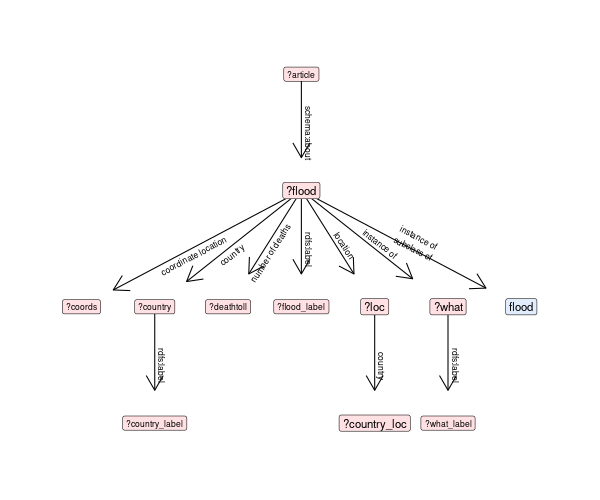 ?article
schema:about
?flood
coordinate location
country
number of deaths
rdfs:label
location
instance of
instance of
subclass of
?coords
?country
?deathtoll
?flood_label
?loc
?what
flood
rdfs:label
country
rdfs:label
?country_label
?country_loc
?what_label